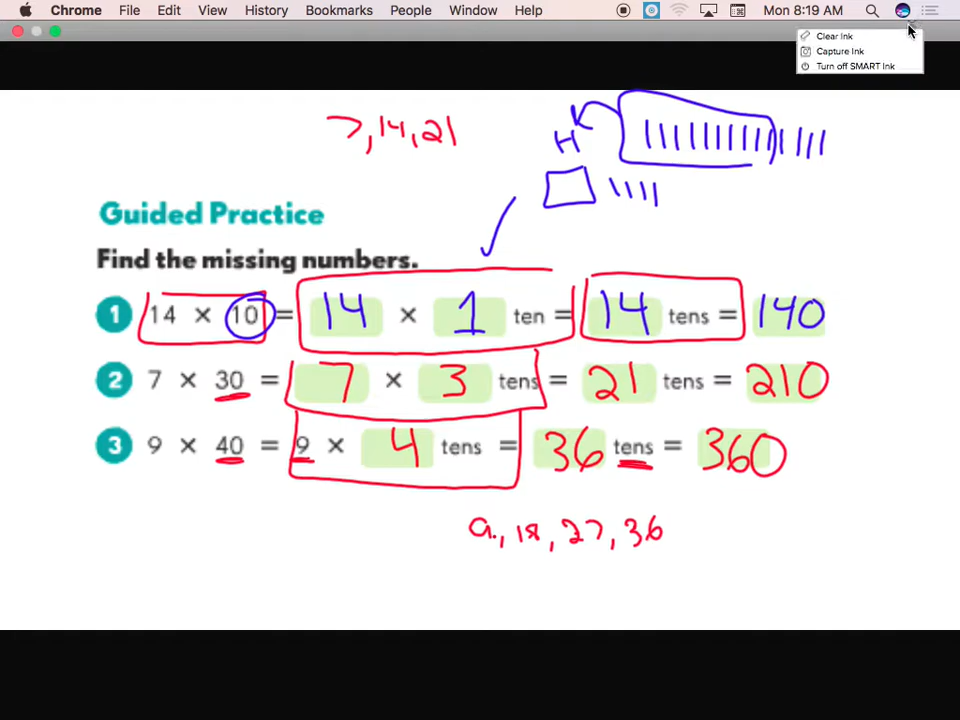 Chrome File Edit View History Bookmarks People Window Help Mon 8:19 AM
Clear Ink
Capture Ink
Turn off SMART Ink
7, 14, 21
H
Guided Practice
Find the missing numbers.
1 14 × 10 = 14 × 1 ten = 14 tens = 140
2 7 × 30 = 7 × 3 tens = 21 tens = 210
3 9 × 40 = 9 × 4 tens = 36 tens = 360
9, 18, 27, 36